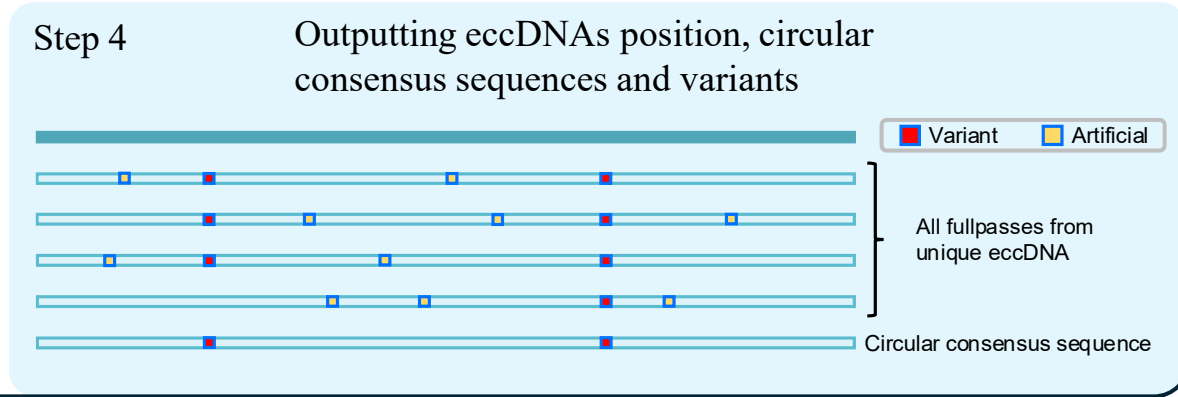 Step 4
Outputting eccDNAs position, circular
consensus sequences and variants
Variant
Artificial
All fullpasses from
unique eccDNA
Circular consensus sequence